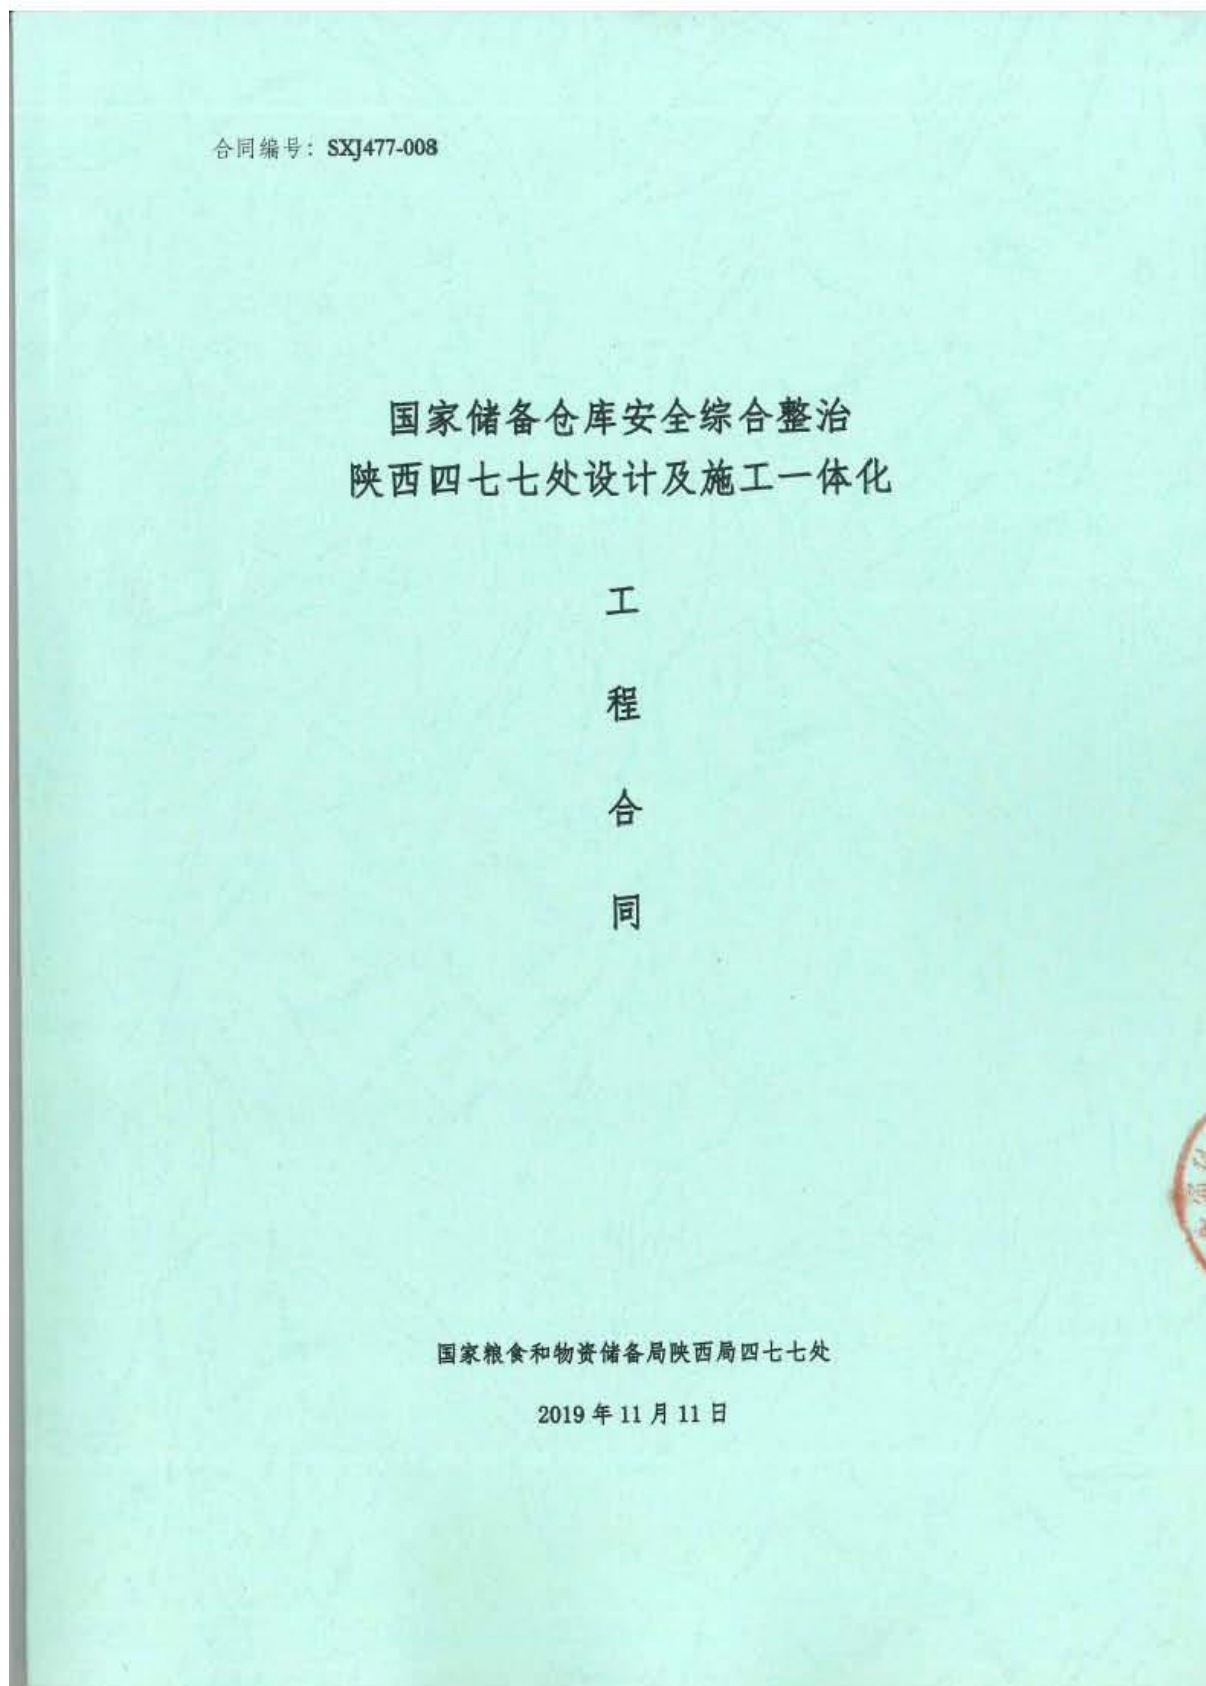 合同编号：SXJ477-008
国家储备仓库安全综合整治
陕西四七七处设计及施工一体化
工
程
合
同
国家粮食和物资储备局陕西局四七七处
2019年11月11日